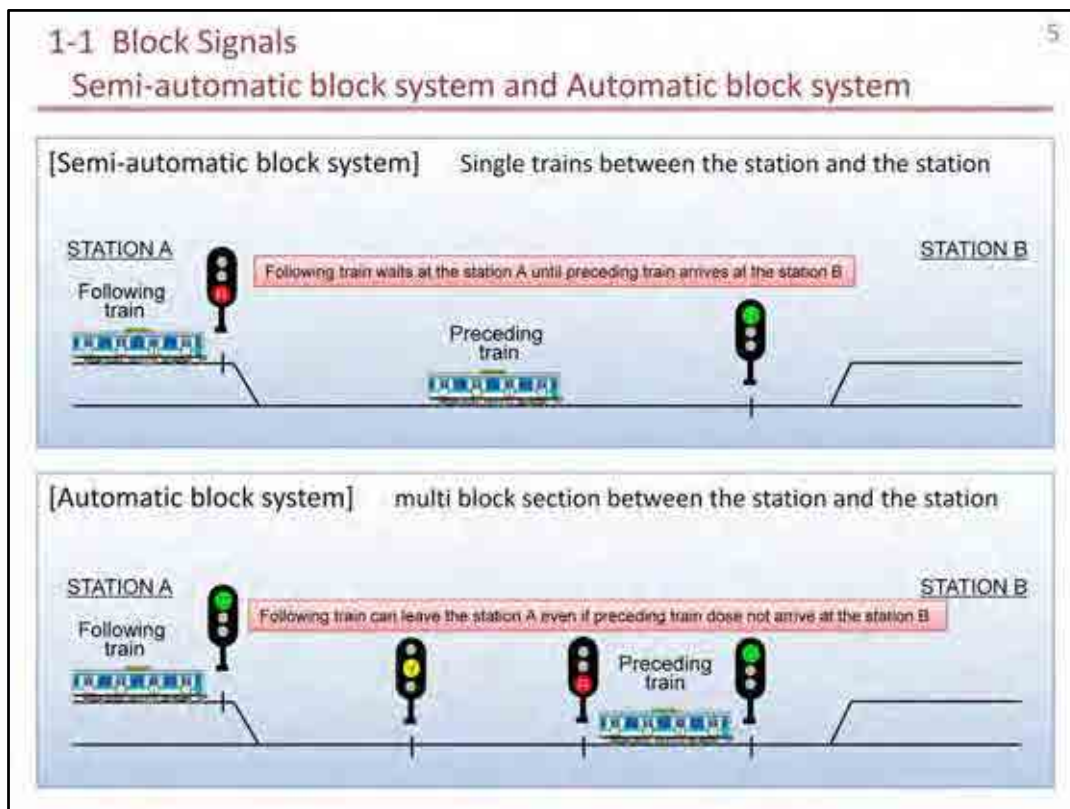 5
1-1 Block Signals
Semi-automatic block system and Automatic block system
[Semi-automatic block system] Single trains between the station and the station
STATION A
STATION B
Following train waits at the station A until preceding train arrives at the station B
Following
train
R
Preceding
train
[Automatic block system] multi block section between the station and the station
STATION A
STATION B
Following train can leave the station A even if preceding train dose not arrive at the station B
Following
train
Y
R
Preceding
train